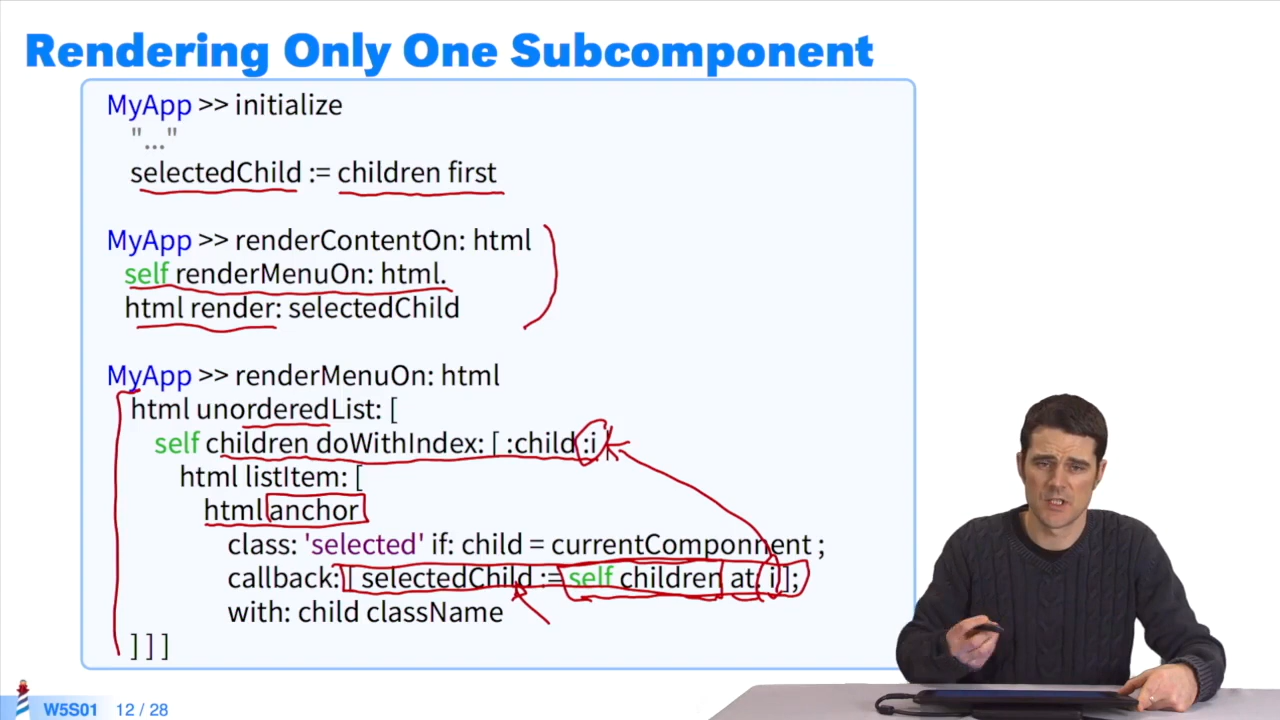 Rendering Only One Subcomponent
MyApp >> initialize
"..."
selectedChild := children first
MyApp >> renderContentOn: html
self renderMenuOn: html.
html render: selectedChild
MyApp >> renderMenuOn: html
html unorderedList: [
self children doWithIndex: [ :child :i |
html listItem: [
html anchor
class: 'selected' if: child = currentComponnent ;
callback: [ selectedChild := self children at: i ];
with: child className
] ] ]
W5S01 12 / 28